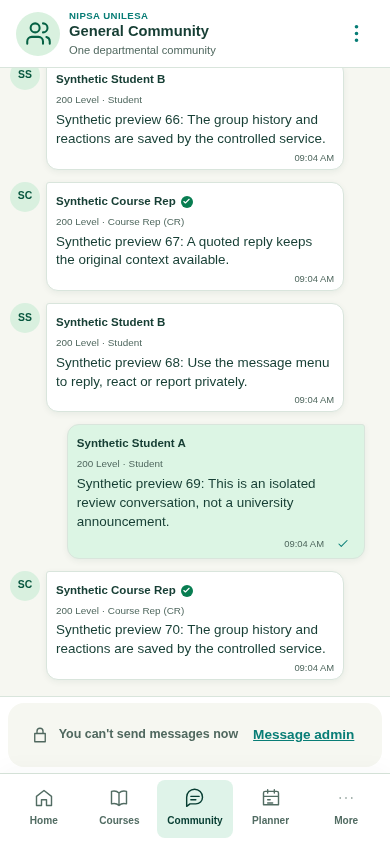 NIPSA UNILESA
General Community
One departmental community
SS
Synthetic Student B
200 Level · Student
Synthetic preview 66: The group history and
reactions are saved by the controlled service.
09:04 AM
SC
Synthetic Course Rep
200 Level · Course Rep (CR)
Synthetic preview 67: A quoted reply keeps
the original context available.
09:04 AM
SS
Synthetic Student B
200 Level · Student
Synthetic preview 68: Use the message menu
to reply, react or report privately.
09:04 AM
Synthetic Student A
200 Level · Student
Synthetic preview 69: This is an isolated
review conversation, not a university
announcement.
09:04 AM
SC
Synthetic Course Rep
200 Level · Course Rep (CR)
Synthetic preview 70: The group history and
reactions are saved by the controlled service.
09:04 AM
You can't send messages now Message admin
Home Courses Community Planner More